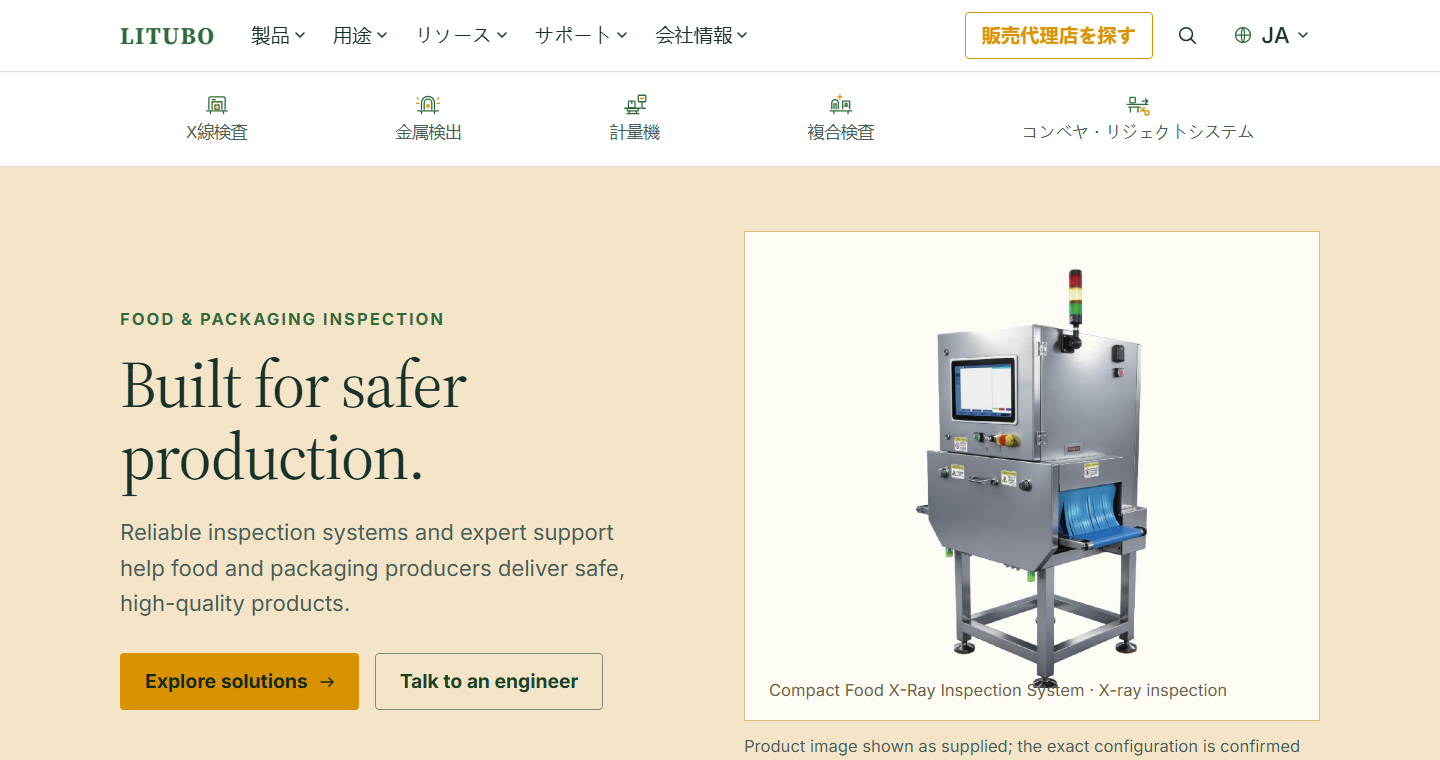 LITUBO
製品
用途
リソース
サポート
会社情報
販売代理店を探す
JA
X線検査
金属検出
計量機
複合検査
コンベヤ・リジェクトシステム
FOOD & PACKAGING INSPECTION
Built for safer
production.
Reliable inspection systems and expert support
help food and packaging producers deliver safe,
high-quality products.
Explore solutions →
Talk to an engineer
Compact Food X-Ray Inspection System · X-ray inspection
Product image shown as supplied; the exact configuration is confirmed